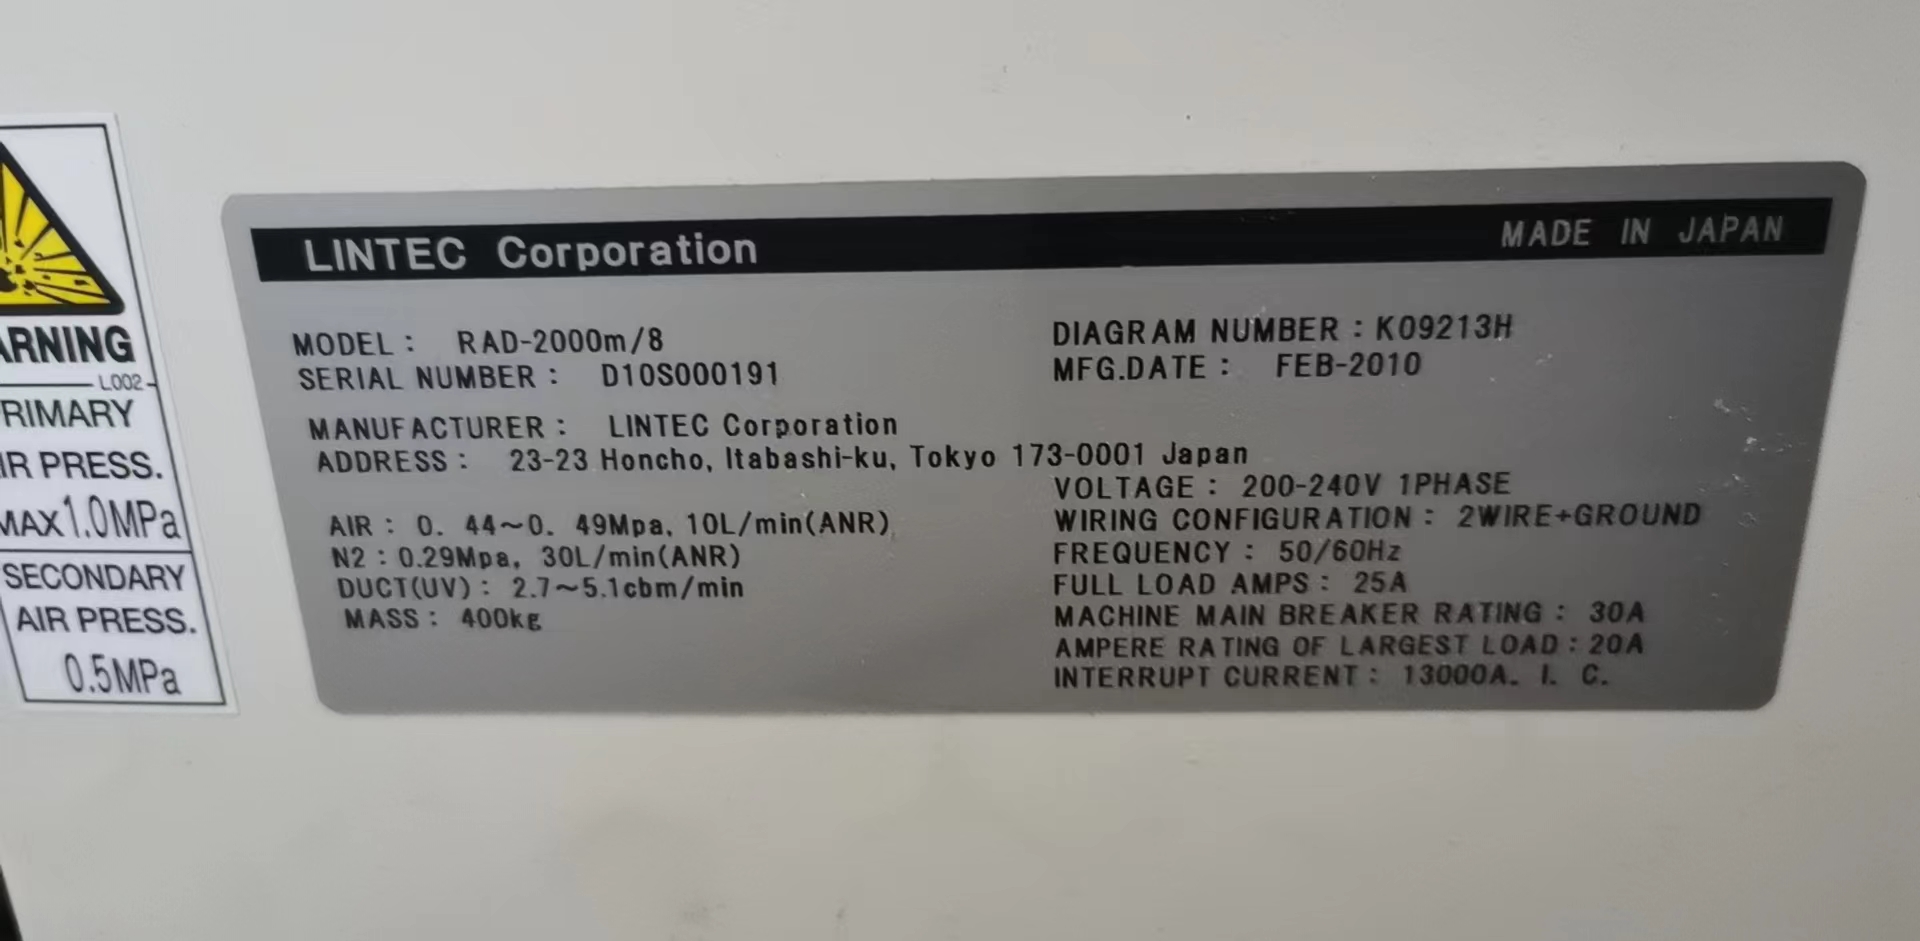 LINTEC Corporation MADE IN JAPAN
MODEL : RAD-2000m/8 DIAGRAM NUMBER : K09213H
SERIAL NUMBER : D10S000191 MFG.DATE : FEB-2010
MANUFACTURER : LINTEC Corporation
ADDRESS : 23-23 Honcho, Itabashi-ku, Tokyo 173-0001 Japan
AIR : 0. 44~0. 49Mpa, 10L/min(ANR)
N2 : 0.29Mpa, 30L/min(ANR)
DUCT(UV) : 2.7~5.1cbm/min
MASS : 400kg
VOLTAGE : 200-240V 1PHASE
WIRING CONFIGURATION : 2WIRE+GROUND
FREQUENCY : 50/60Hz
FULL LOAD AMPS : 25A
MACHINE MAIN BREAKER RATING : 30A
AMPERE RATING OF LARGEST LOAD : 20A
INTERRUPT CURRENT : 13000A. I. C.
ARNING
L002
RIMARY
IR PRESS.
MAX1.0MPa
SECONDARY
AIR PRESS.
0.5MPa